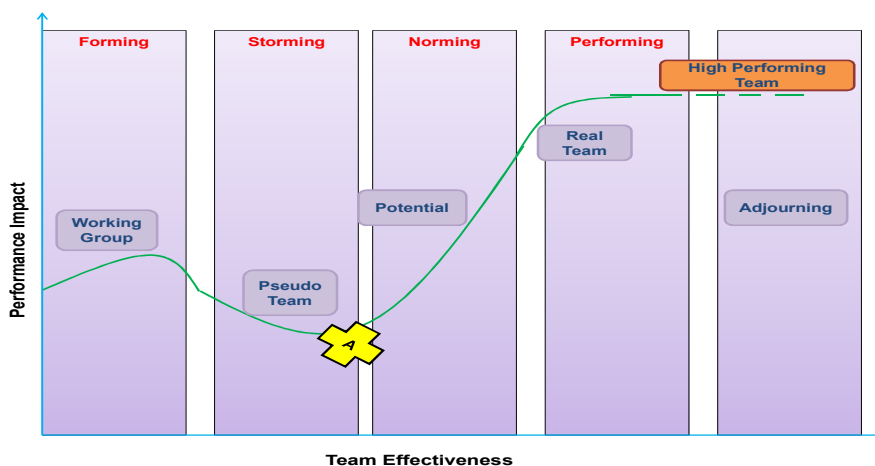 Forming
Storming
Norming
Performing
High Performing
Team
Real
Team
Working
Group
Potential
Adjourning
Pseudo
Team
A
Performance Impact
Team Effectiveness